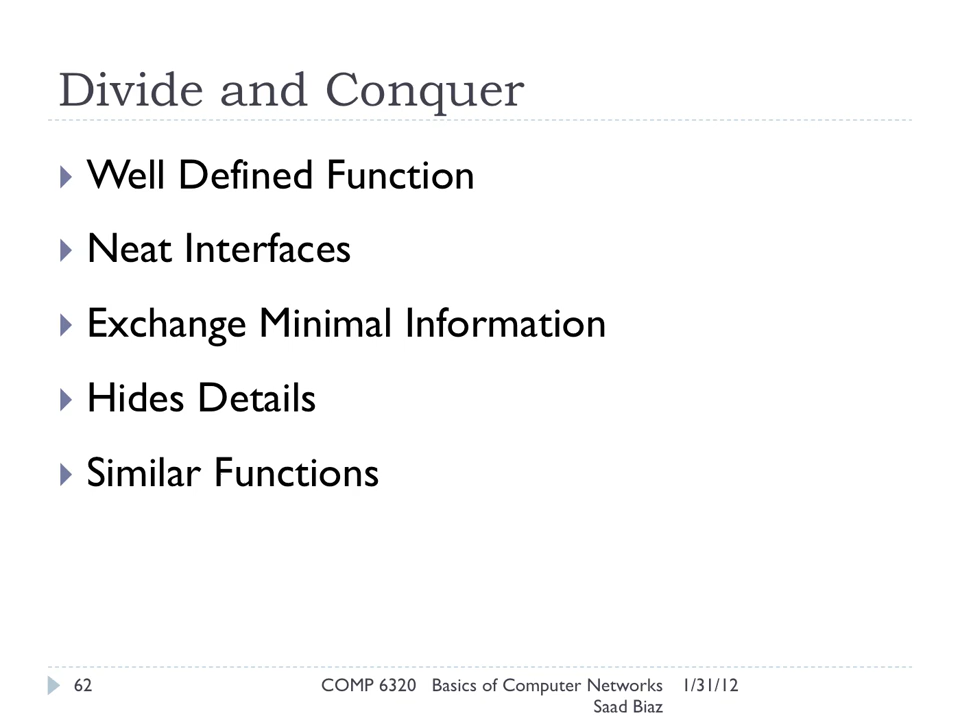 Divide and Conquer
Well Defined Function
Neat Interfaces
Exchange Minimal Information
Hides Details
Similar Functions
62 COMP 6320 Basics of Computer Networks 1/31/12
Saad Biaz